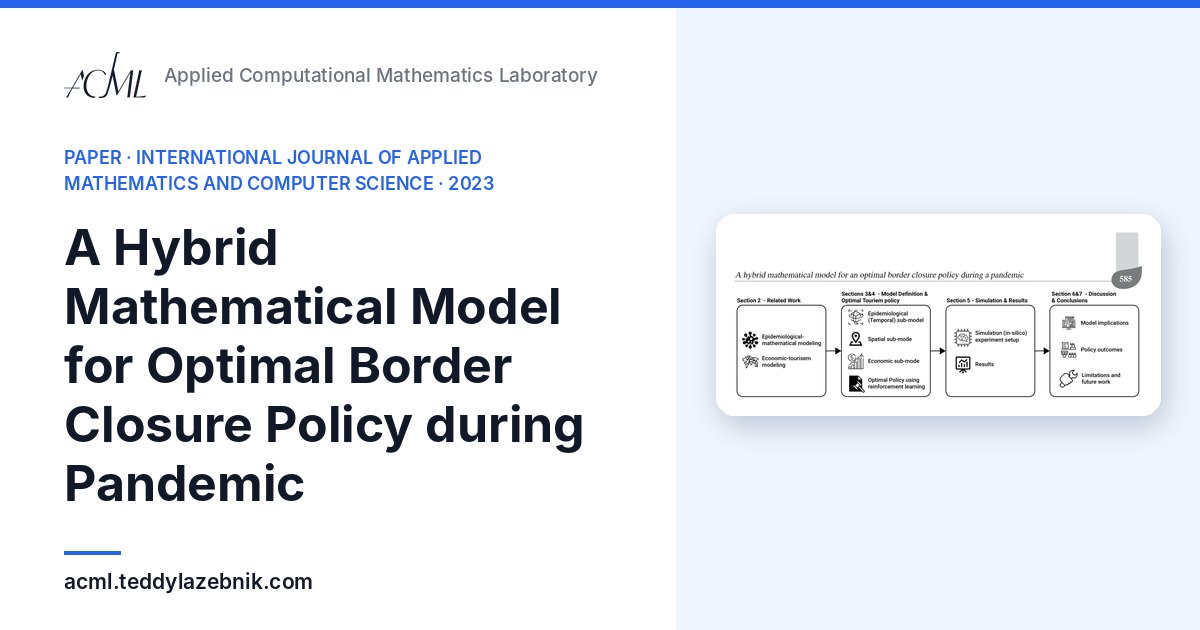 ACML
Applied Computational Mathematics Laboratory
PAPER · INTERNATIONAL JOURNAL OF APPLIED
MATHEMATICS AND COMPUTER SCIENCE · 2023
A Hybrid
Mathematical Model
for Optimal Border
Closure Policy during
Pandemic
acml.teddylazebnik.com
A hybrid mathematical model for an optimal border closure policy during a pandemic
585
Section 2 - Related Work
Epidemiological-
mathematical modeling
Economic-tourisem
modeling
Sections 3&4 - Model Definition &
Optimal Tourism policy
Epidemiological
(Temporal) sub-model
Spatial sub-mode
Economic sub-mode
Optimal Policy using
reinforcement learning
Section 5 - Simulation & Results
Simulation (in-silico)
experiment setup
Results
Section 6&7 - Discussion
& Conclusions
Model implications
Policy outcomes
Limitations and
future work